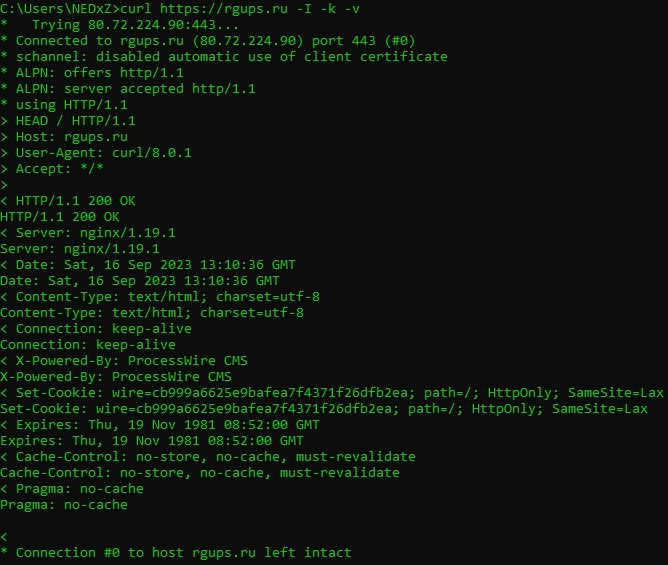 C:\Users\NEDxZ>curl https://rgups.ru -I -k -v
*   Trying 80.72.224.90:443...
* Connected to rgups.ru (80.72.224.90) port 443 (#0)
* schannel: disabled automatic use of client certificate
* ALPN: offers http/1.1
* ALPN: server accepted http/1.1
* using HTTP/1.1
> HEAD / HTTP/1.1
> Host: rgups.ru
> User-Agent: curl/8.0.1
> Accept: */*
>
< HTTP/1.1 200 OK
HTTP/1.1 200 OK
< Server: nginx/1.19.1
Server: nginx/1.19.1
< Date: Sat, 16 Sep 2023 13:10:36 GMT
Date: Sat, 16 Sep 2023 13:10:36 GMT
< Content-Type: text/html; charset=utf-8
Content-Type: text/html; charset=utf-8
< Connection: keep-alive
Connection: keep-alive
< X-Powered-By: ProcessWire CMS
X-Powered-By: ProcessWire CMS
< Set-Cookie: wire=cb999a6625e9bafea7f4371f26dfb2ea; path=/; HttpOnly; SameSite=Lax
Set-Cookie: wire=cb999a6625e9bafea7f4371f26dfb2ea; path=/; HttpOnly; SameSite=Lax
< Expires: Thu, 19 Nov 1981 08:52:00 GMT
Expires: Thu, 19 Nov 1981 08:52:00 GMT
< Cache-Control: no-store, no-cache, must-revalidate
Cache-Control: no-store, no-cache, must-revalidate
< Pragma: no-cache
Pragma: no-cache

<
* Connection #0 to host rgups.ru left intact